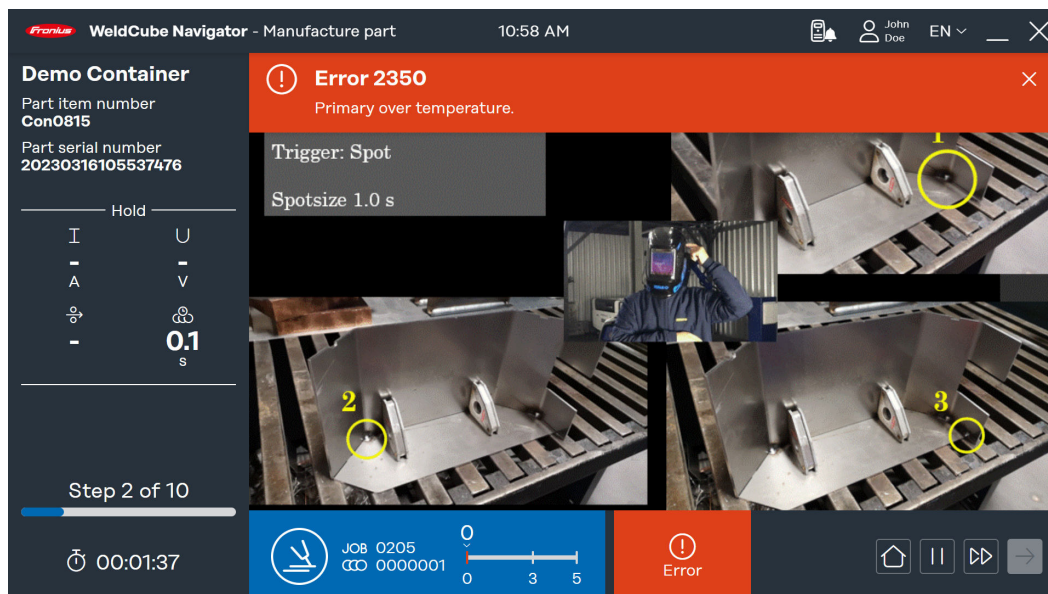 Fronius WeldCube Navigator - Manufacture part
10:58 AM
John
Doe
EN
Demo Container
Part item number
Con0815
Part serial number
20230316105537476
Hold
I
U
-
-
A
V
-
0.1
s
Step 2 of 10
00:01:37
Error 2350
Primary over temperature.
Trigger: Spot
Spotsize 1.0 s
1
2
3
JOB 0205
0000001
0
0
3
5
Error